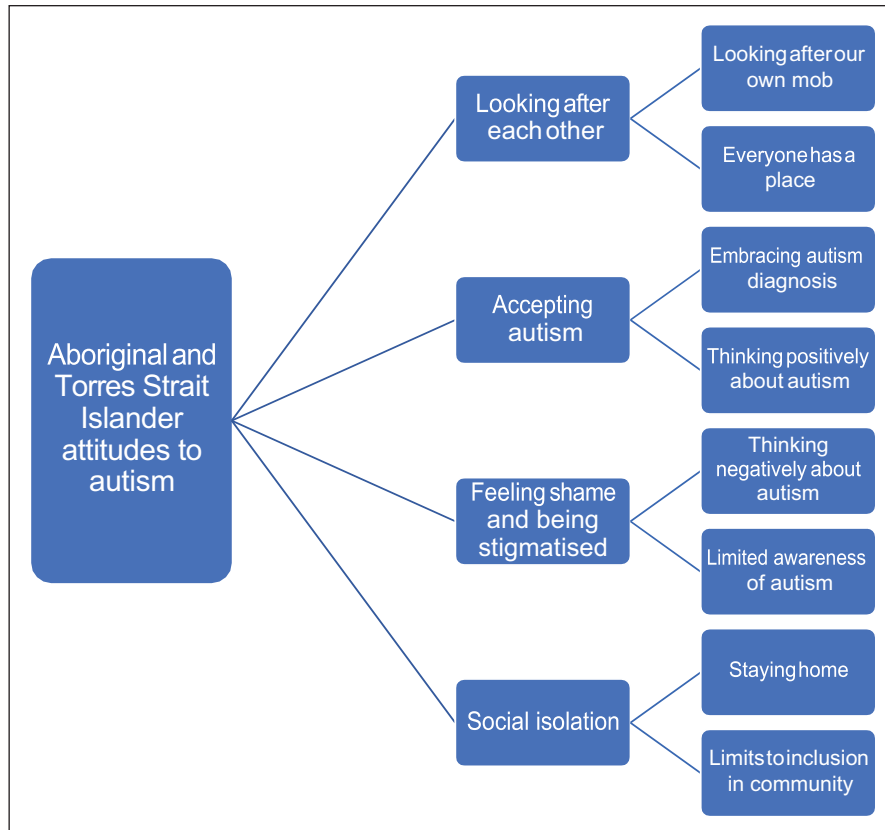 Aboriginal and
Torres Strait
Islander
attitudes to
autism
Looking after
each other
Looking after our
own mob
Everyone has a
place
Accepting
autism
Embracing autism
diagnosis
Thinking positively
about autism
Feeling shame
and being
stigmatised
Thinking
negatively about
autism
Limited awareness
of autism
Social isolation
Staying home
Limits to inclusion
in community